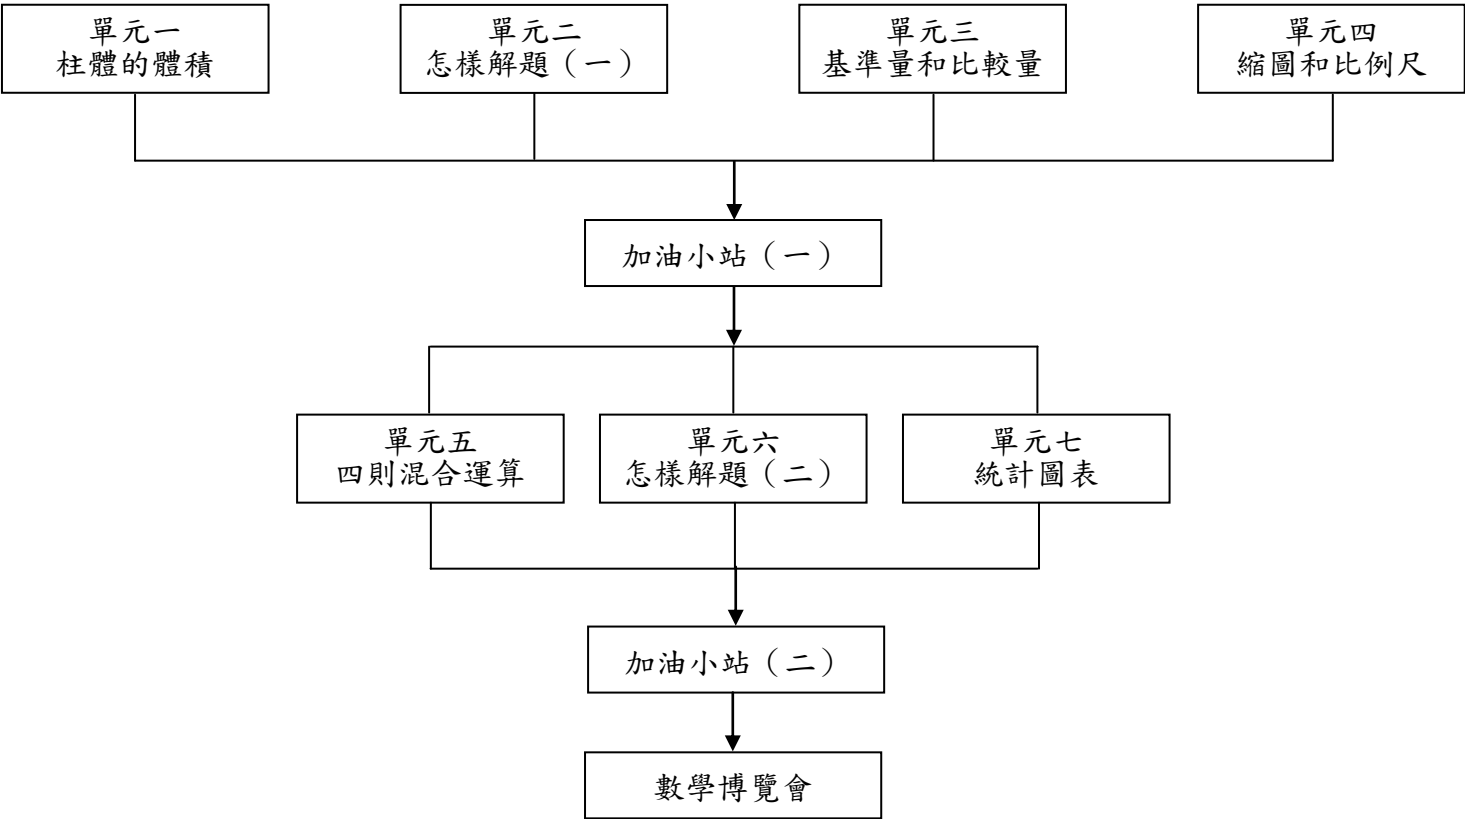 單元一
柱體的體積
單元二
怎樣解題（一）
單元三
基準量和比較量
單元四
縮圖和比例尺
加油小站（一）
單元五
四則混合運算
單元六
怎樣解題（二）
單元七
統計圖表
加油小站（二）
數學博覽會